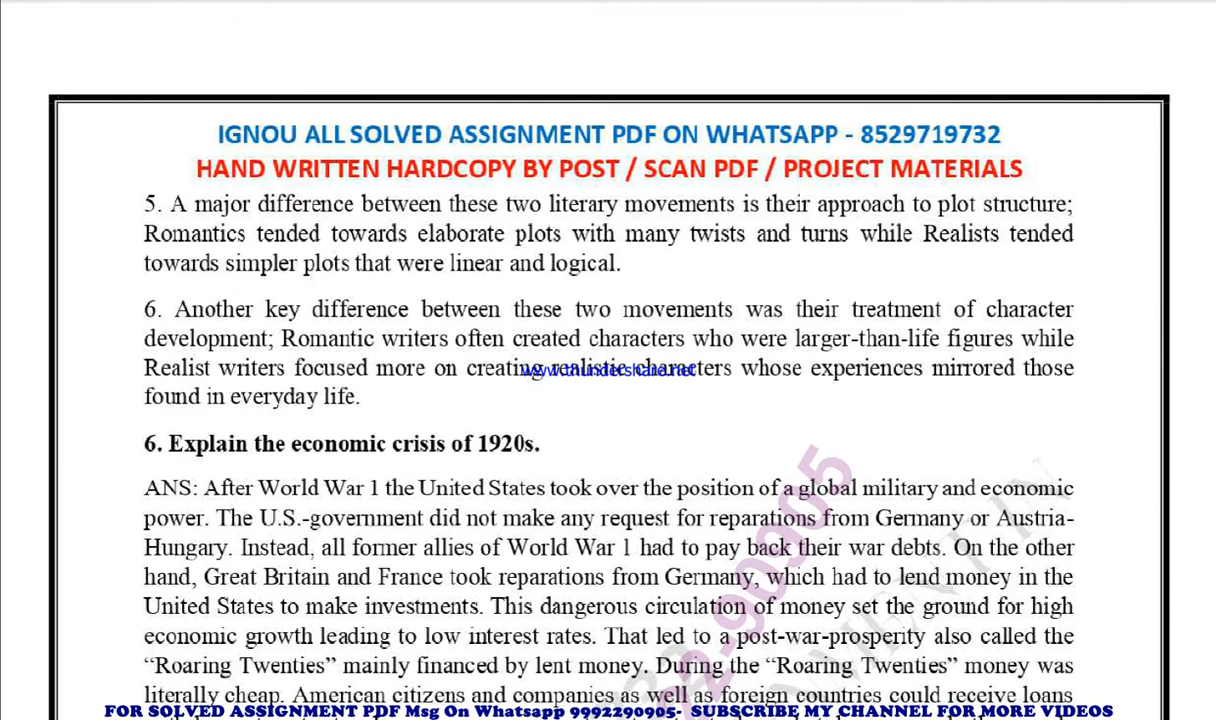 IGNOU ALL SOLVED ASSIGNMENT PDF ON WHATSAPP - 8529719732
HAND WRITTEN HARDCOPY BY POST / SCAN PDF / PROJECT MATERIALS
5. A major difference between these two literary movements is their approach to plot structure;
Romantics tended towards elaborate plots with many twists and turns while Realists tended
towards simpler plots that were linear and logical.
6. Another key difference between these two movements was their treatment of character
development; Romantic writers often created characters who were larger-than-life figures while
Realist writers focused more on creating realistic characters whose experiences mirrored those
www.thundershare.net
found in everyday life.
6. Explain the economic crisis of 1920s.
ANS: After World War 1 the United States took over the position of a global military and economic
power. The U.S.-government did not make any request for reparations from Germany or Austria-
Hungary. Instead, all former allies of World War 1 had to pay back their war debts. On the other
hand, Great Britain and France took reparations from Germany, which had to lend money in the
United States to make investments. This dangerous circulation of money set the ground for high
economic growth leading to low interest rates. That led to a post-war-prosperity also called the
“Roaring Twenties” mainly financed by lent money. During the “Roaring Twenties” money was
literally cheap. American citizens and companies as well as foreign countries could receive loans
FOR SOLVED ASSIGNMENT PDF Msg On Whatsapp 9992290905- SUBSCRIBE MY CHANNEL FOR MORE VIDEOS